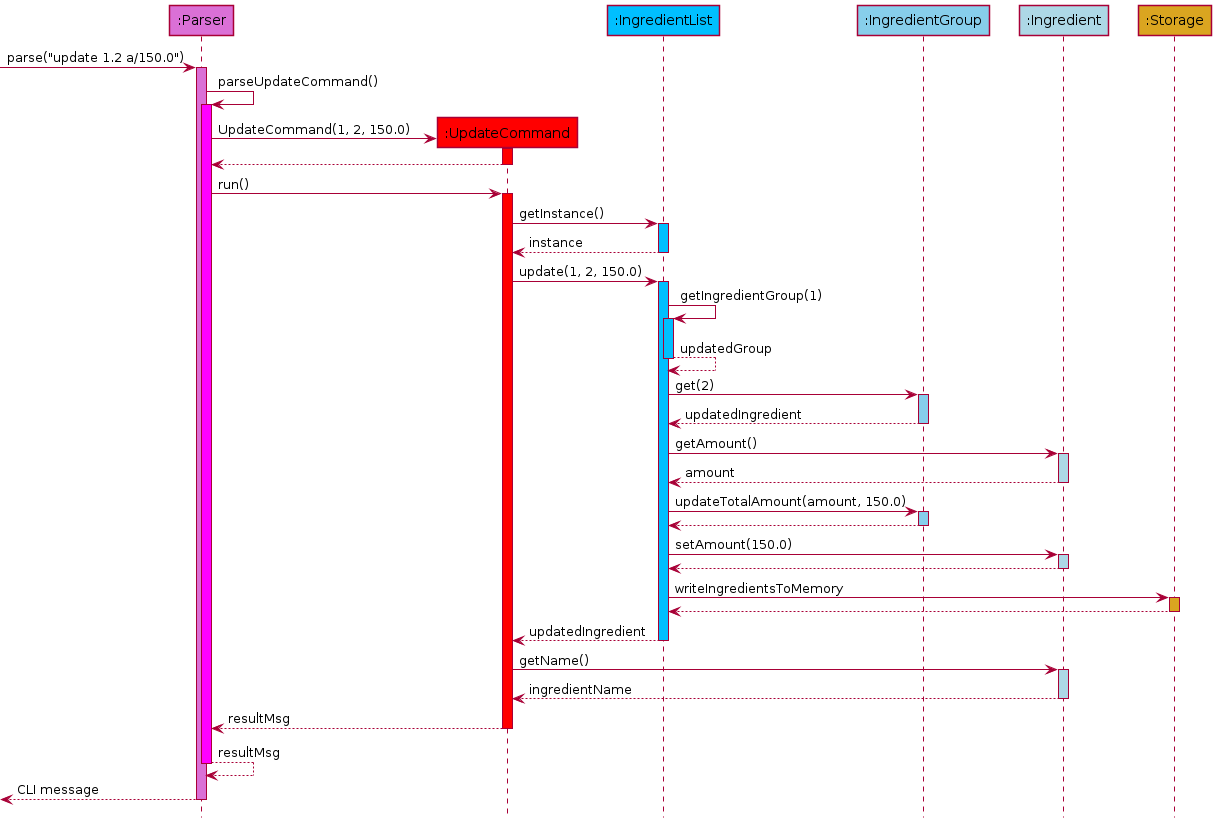 :Parser
:IngredientList
:IngredientGroup
:Ingredient
:Storage
parse("update 1.2 a/150.0")
parseUpdateCommand()
UpdateCommand(1, 2, 150.0)
:UpdateCommand
run()
getInstance()
instance
update(1, 2, 150.0)
getIngredientGroup(1)
updatedGroup
get(2)
updatedIngredient
getAmount()
amount
updateTotalAmount(amount, 150.0)
setAmount(150.0)
writeIngredientsToMemory
updatedIngredient
getName()
ingredientName
resultMsg
resultMsg
CLI message